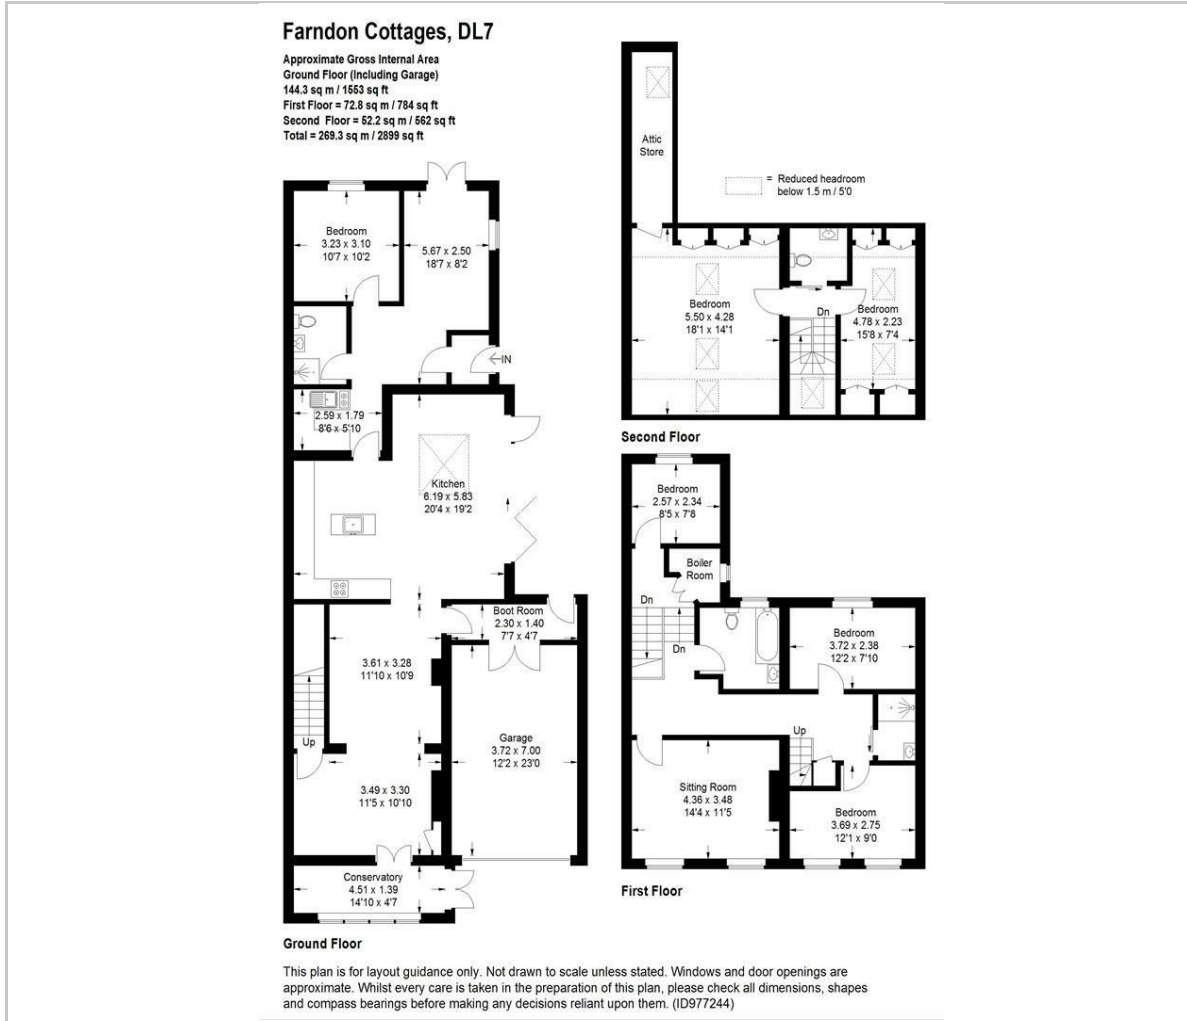 Farndon Cottages, DL7
Approximate Gross Internal Area
Ground Floor (Including Garage)
144.3 sq m / 1553 sq ft
First Floor = 72.8 sq m / 784 sq ft
Second Floor = 52.2 sq m / 562 sq ft
Total = 269.3 sq m / 2899 sq ft
Bedroom
3.23 x 3.10
10'7 x 10'2
5.67 x 2.50
18'7 x 8'2
IN
2.59 x 1.79
8'6 x 5'10
Kitchen
6.19 x 5.83
20'4 x 19'2
Boot Room
2.30 x 1.40
7'7 x 4'7
3.61 x 3.28
11'10 x 10'9
Up
Garage
3.72 x 7.00
12'2 x 23'0
3.49 x 3.30
11'5 x 10'10
Conservatory
4.51 x 1.39
14'10 x 4'7
Ground Floor
Attic
Store
= Reduced headroom
below 1.5 m / 5'0
Bedroom
5.50 x 4.28
18'1 x 14'1
Dn
Bedroom
4.78 x 2.23
15'8 x 7'4
Second Floor
Bedroom
2.57 x 2.34
8'5 x 7'8
Boiler
Room
Dn
Dn
Bedroom
3.72 x 2.38
12'2 x 7'10
Up
Sitting Room
4.36 x 3.48
14'4 x 11'5
Bedroom
3.69 x 2.75
12'1 x 9'0
First Floor
This plan is for layout guidance only. Not drawn to scale unless stated. Windows and door openings are
approximate. Whilst every care is taken in the preparation of this plan, please check all dimensions, shapes
and compass bearings before making any decisions reliant upon them. (ID977244)